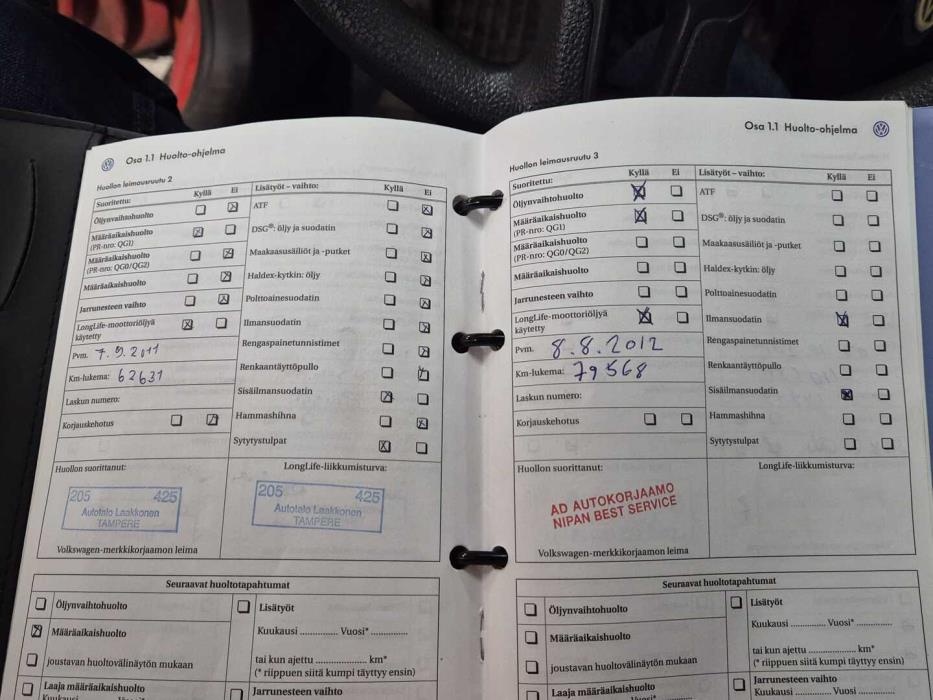 Osa 1.1 Huolto-ohjelma
Huollon leimausruutu 2
Suoritettu: Kyllä Ei
Öljynvaihtohuolto
Määräaikaishuolto
(PR-nro: QG1)
Määräaikaishuolto
(PR-nro: QG0/QG2)
Määräaikaishuolto
Jarrunesteen vaihto
LongLife-moottoriöljyä
käytetty
Pvm. 7.9.2011
Km-lukema: 62631
Laskun numero:
Korjauskehotus
Lisätyöt – vaihto: Kyllä Ei
ATF
DSG®: öljy ja suodatin
Maakaasusäiliöt ja -putket
Haldex-kytkin: öljy
Polttoainesuodatin
Ilmansuodatin
Rengaspainetunnistimet
Renkaantäyttöpullo
Sisäilmansuodatin
Hammashihna
Sytytystulpat
Huollon suorittanut:
205 425
Autotalo Laakkonen
TAMPERE
Volkswagen-merkkikorjaamon leima
LongLife-liikkumisturva:
205 425
Autotalo Laakkonen
TAMPERE
Seuraavat huoltotapahtumat
Öljynvaihtohuolto
Määräaikaishuolto
joustavan huoltovälinäytön mukaan
Laaja määräaikaishuolto
Kuukausi Vuosi*
Lisätyöt
Kuukausi .............. Vuosi* .............
tai kun ajettu .................. km*
(* riippuen siitä kumpi täyttyy ensin)
Jarrunesteen vaihto
Osa 1.1 Huolto-ohjelma
Huollon leimausruutu 3
Suoritettu: Kyllä Ei
Öljynvaihtohuolto
Määräaikaishuolto
(PR-nro: QG1)
Määräaikaishuolto
(PR-nro: QG0/QG2)
Määräaikaishuolto
Jarrunesteen vaihto
LongLife-moottoriöljyä
käytetty
Pvm. 8.8.2012
Km-lukema: 79568
Laskun numero:
Korjauskehotus
Lisätyöt – vaihto: Kyllä Ei
ATF
DSG®: öljy ja suodatin
Maakaasusäiliöt ja -putket
Haldex-kytkin: öljy
Polttoainesuodatin
Ilmansuodatin
Rengaspainetunnistimet
Renkaantäyttöpullo
Sisäilmansuodatin
Hammashihna
Sytytystulpat
Huollon suorittanut:
AD AUTOKORJAAMO
NIPAN BEST SERVICE
Volkswagen-merkkikorjaamon leima
LongLife-liikkumisturva:
Seuraavat huoltotapahtumat
Öljynvaihtohuolto
Määräaikaishuolto
joustavan huoltovälinäytön mukaan
Laaja määräaikaishuolto
Lisätyöt
Kuukausi .............. Vuosi* .............
tai kun ajettu .................. km*
(* riippuen siitä kumpi täyttyy ensin)
Jarrunesteen vaihto
Kuukausi Vuosi